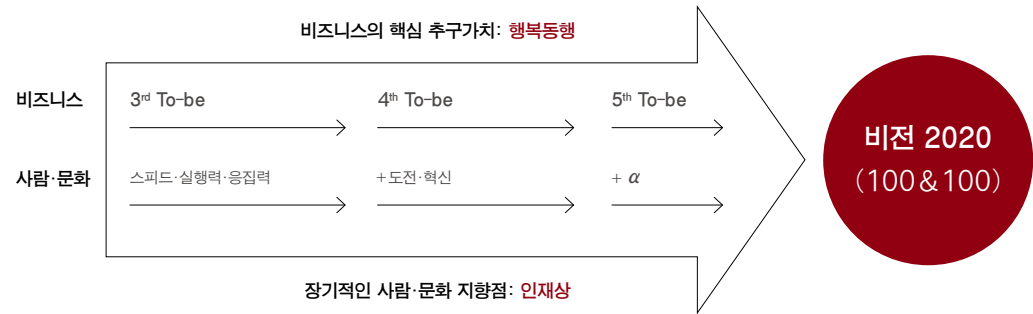 비즈니스의 핵심 추구가치: 행복동행
비즈니스 3rd To-be 4th To-be 5th To-be
사람·문화 스피드·실행력·응집력 +도전·혁신 + α
장기적인 사람·문화 지향점: 인재상
비전 2020
(100&100)